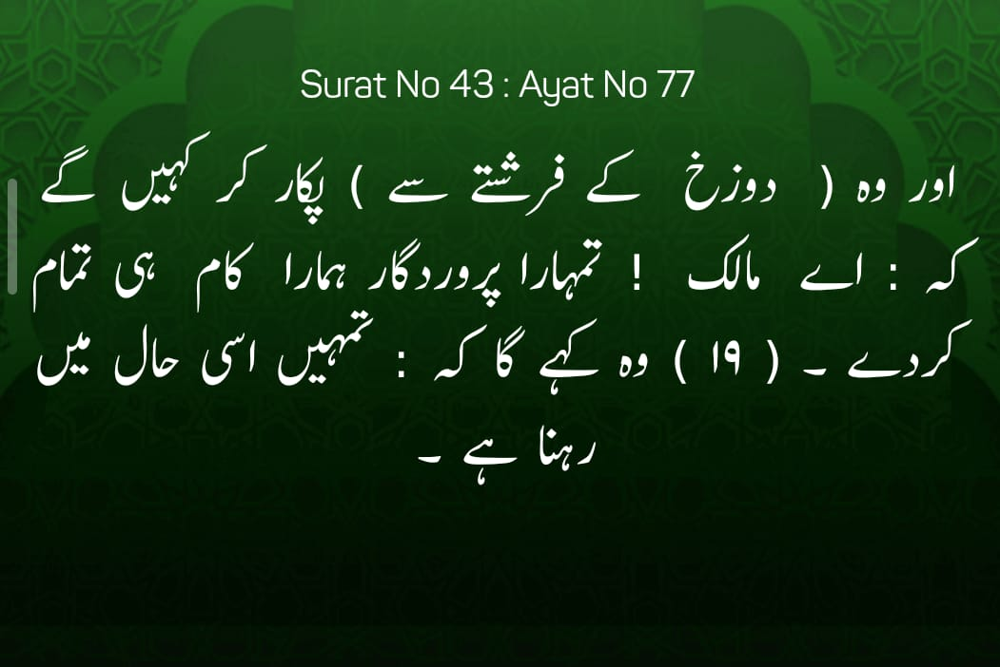 Surat No 43 : Ayat No 77
اور وہ ( دوزخ کے فرشتے سے ) پکار کر کہیں گے
کہ : اے مالک ! تمہارا پروردگار ہمارا کام ہی تمام
کردے ۔ ( ١٩ ) وہ کہے گا کہ : تمہیں اسی حال میں
رہنا ہے ۔